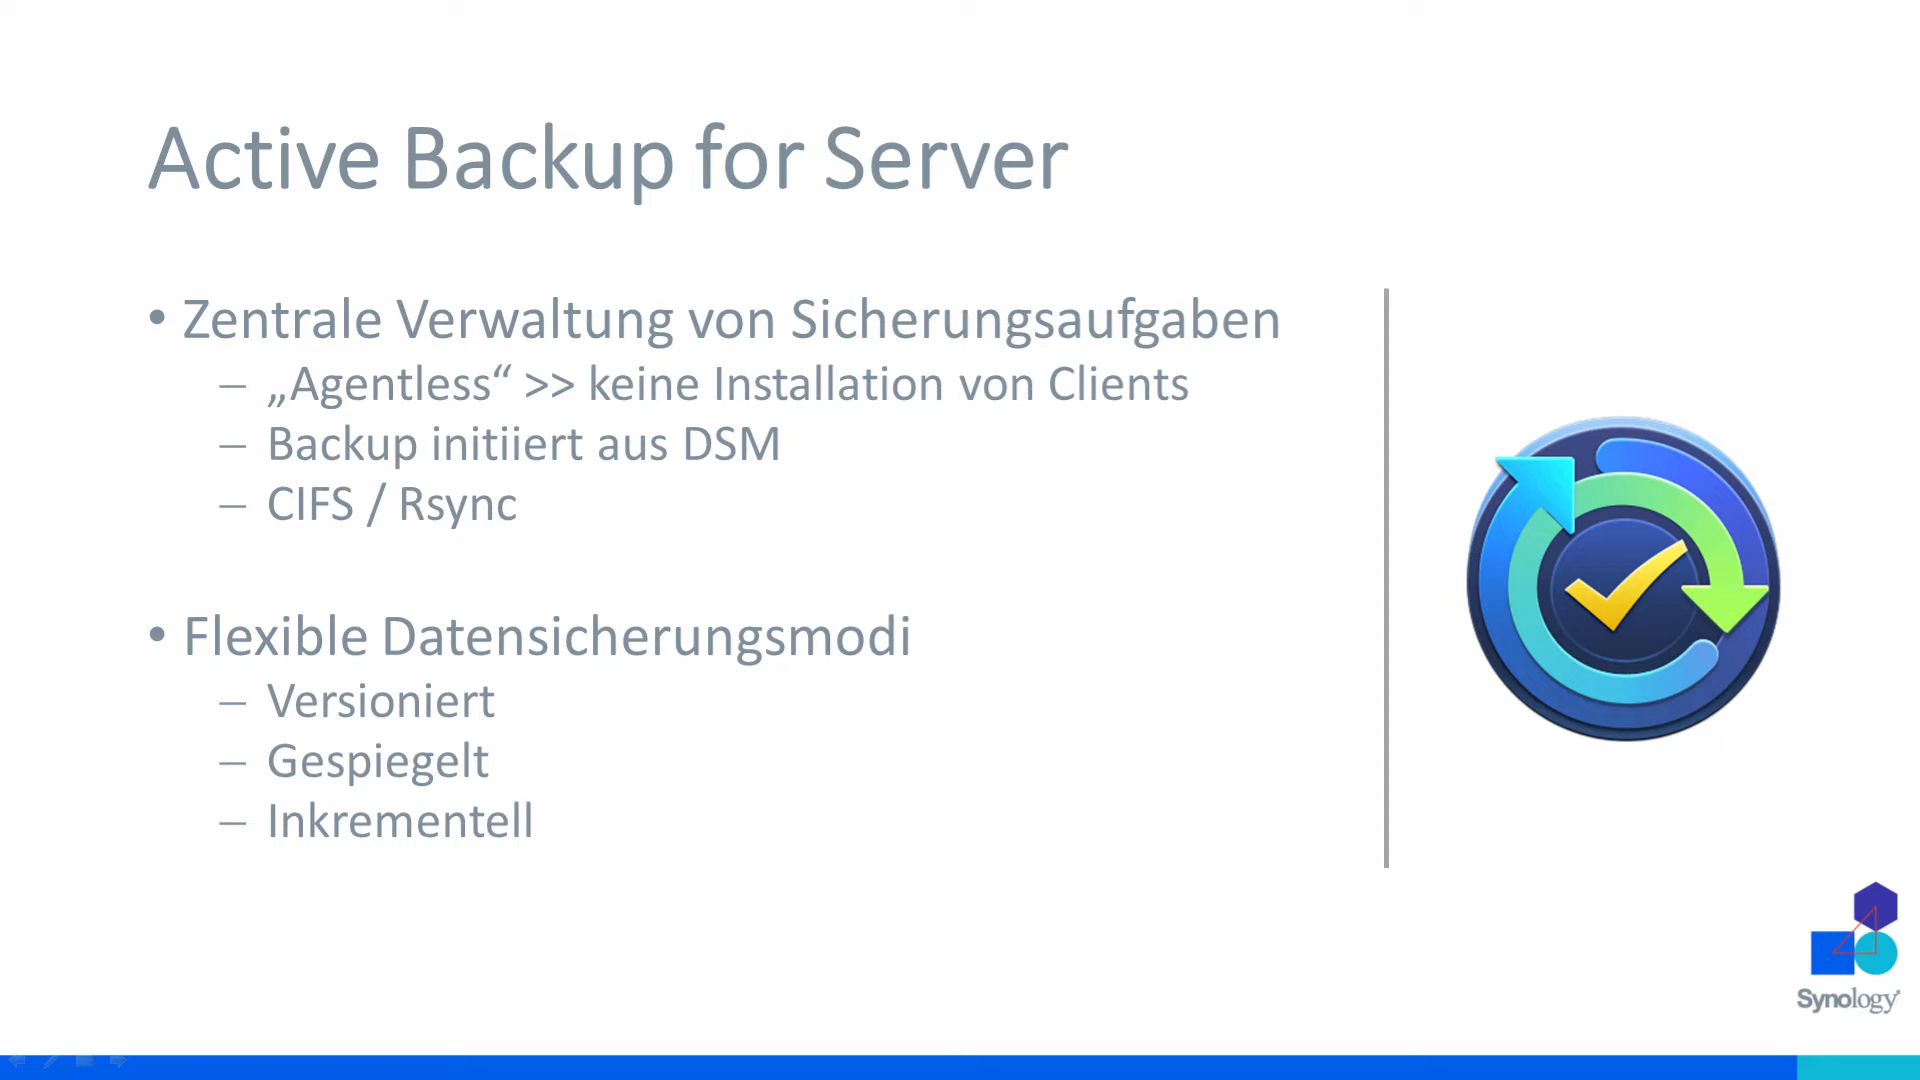 Active Backup for Server
• Zentrale Verwaltung von Sicherungsaufgaben
– „Agentless“ >> keine Installation von Clients
– Backup initiiert aus DSM
– CIFS / Rsync
• Flexible Datensicherungsmodi
– Versioniert
– Gespiegelt
– Inkrementell
Synology